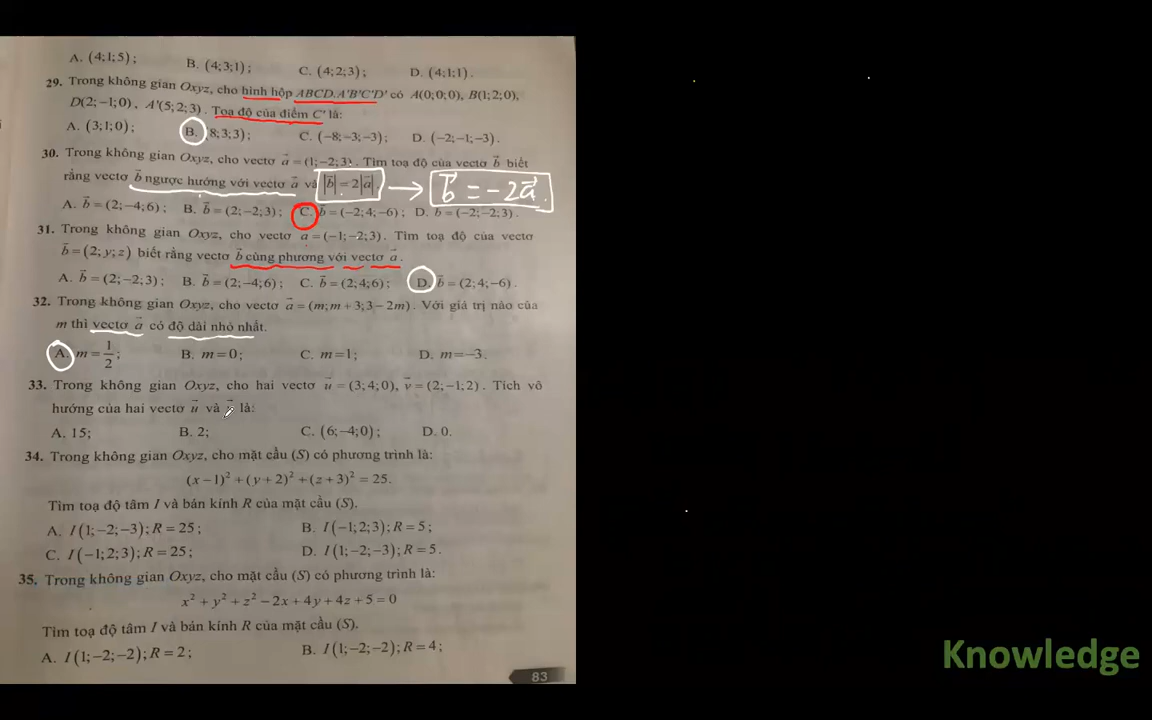 A. (4;1;5); B. (4;3;1); C. (4;2;3); D. (4;1;1).
29. Trong không gian Oxyz, cho hình hộp ABCD.A'B'C'D' có A(0;0;0), B(1;2;0),
D(2;−1;0), A'(5;2;3). Toạ độ của điểm C' là:
A. (3;1;0); B. (8;3;3); C. (−8;−3;−3); D. (−2;−1;−3).
30. Trong không gian Oxyz, cho vectơ a⃗ = (1;−2;3). Tìm toạ độ của vectơ b⃗ biết
rằng vectơ b⃗ ngược hướng với vectơ a⃗ và |b⃗| = 2|a⃗|. → b⃗ = −2a⃗.
A. b⃗ = (2;−4;6); B. b⃗ = (2;−2;3); C. b⃗ = (−2;4;−6); D. b⃗ = (−2;−2;3).
31. Trong không gian Oxyz, cho vectơ a⃗ = (−1;−2;3). Tìm toạ độ của vectơ
b⃗ = (2;y;z) biết rằng vectơ b⃗ cùng phương với vectơ a⃗.
A. b⃗ = (2;−2;3); B. b⃗ = (2;−4;6); C. b⃗ = (2;4;6); D. b⃗ = (2;4;−6).
32. Trong không gian Oxyz, cho vectơ a⃗ = (m;m+3;3−2m). Với giá trị nào của
m thì vectơ a⃗ có độ dài nhỏ nhất.
A. m = 1/2; B. m = 0; C. m = 1; D. m = −3.
33. Trong không gian Oxyz, cho hai vectơ u⃗ = (3;4;0), v⃗ = (2;−1;2). Tích vô
hướng của hai vectơ u⃗ và v⃗ là:
A. 15; B. 2; C. (6;−4;0); D. 0.
34. Trong không gian Oxyz, cho mặt cầu (S) có phương trình là:
(x−1)² + (y+2)² + (z+3)² = 25.
Tìm toạ độ tâm I và bán kính R của mặt cầu (S).
A. I(1;−2;−3); R = 25; B. I(−1;2;3); R = 5;
C. I(−1;2;3); R = 25; D. I(1;−2;−3); R = 5.
35. Trong không gian Oxyz, cho mặt cầu (S) có phương trình là:
x² + y² + z² − 2x + 4y + 4z + 5 = 0
Tìm toạ độ tâm I và bán kính R của mặt cầu (S).
A. I(1;−2;−2); R = 2; B. I(1;−2;−2); R = 4;
83
Knowledge